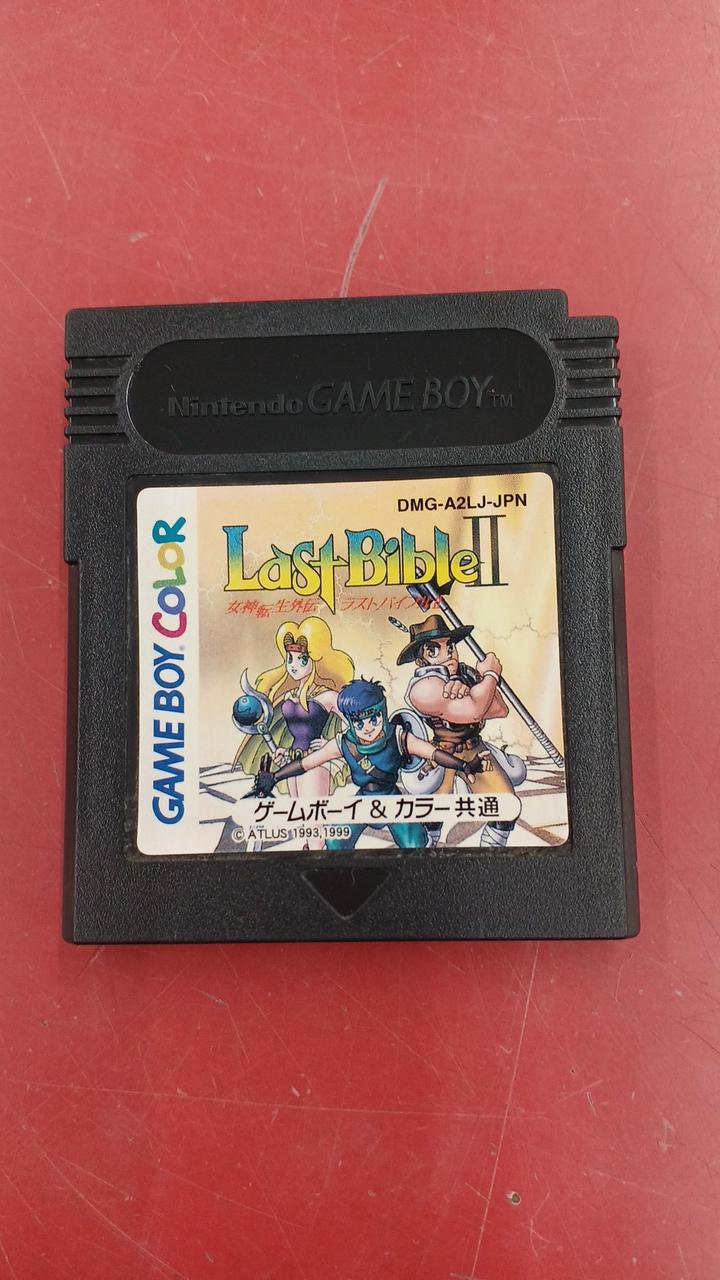 Nintendo GAME BOY™
DMG-A2LJ-JPN
GAME BOY COLOR
Last Bible II
女神転生外伝 ラストバイブルII
ゲームボーイ & カラー共通
© ATLUS 1993,1999